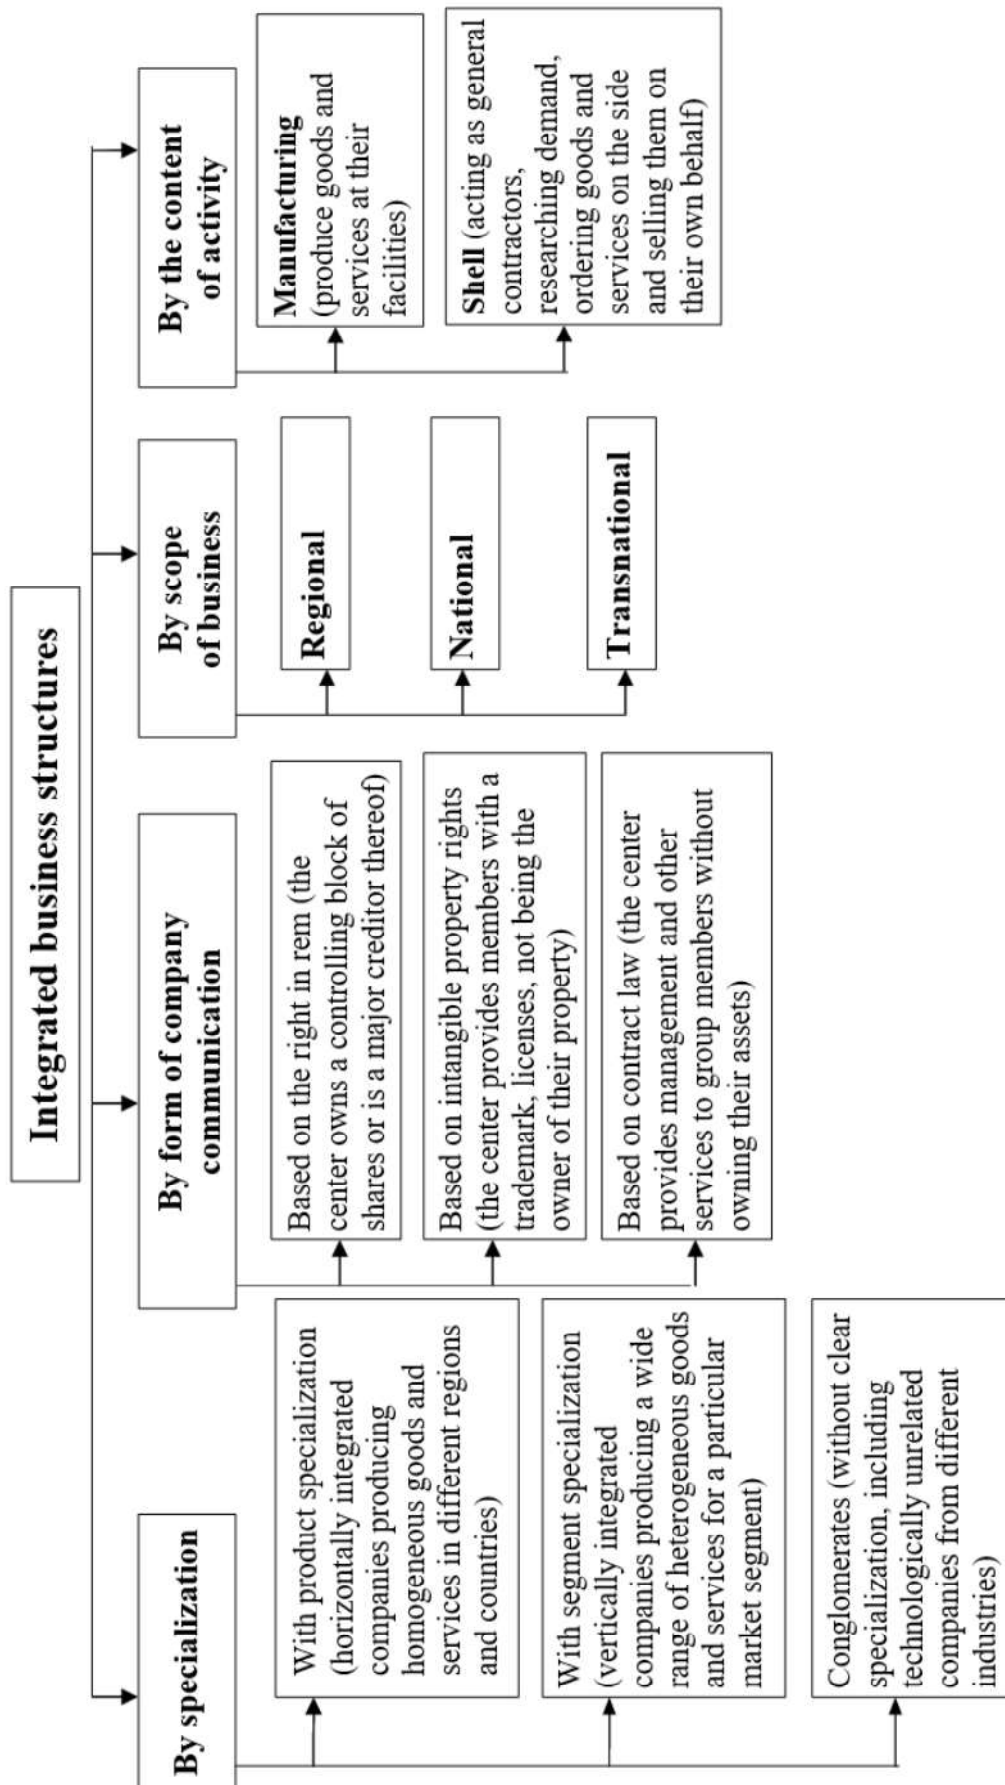 Integrated business structures
By specialization
With product specialization
(horizontally integrated
companies producing
homogeneous goods and
services in different regions
and countries)
With segment specialization
(vertically integrated
companies producing a wide
range of heterogeneous goods
and services for a particular
market segment)
Conglomerates (without clear
specialization, including
technologically unrelated
companies from different
industries)
By form of company
communication
Based on the right in rem (the
center owns a controlling block of
shares or is a major creditor thereof)
Based on intangible property rights
(the center provides members with a
trademark, licenses, not being the
owner of their property)
Based on contract law (the center
provides management and other
services to group members without
owning their assets)
By scope
of business
Regional
National
Transnational
By the content
of activity
Manufacturing
(produce goods and
services at their
facilities)
Shell (acting as general
contractors,
researching demand,
ordering goods and
services on the side
and selling them on
their own behalf)